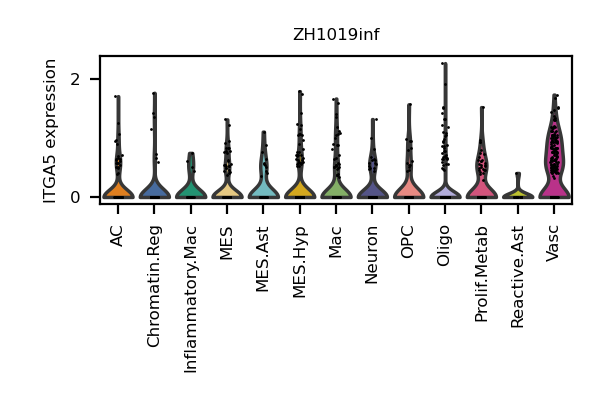 ZH1019inf
ITGA5 expression
2
0
AC
Chromatin.Reg
Inflammatory.Mac
MES
MES.Ast
MES.Hyp
Mac
Neuron
OPC
Oligo
Prolif.Metab
Reactive.Ast
Vasc